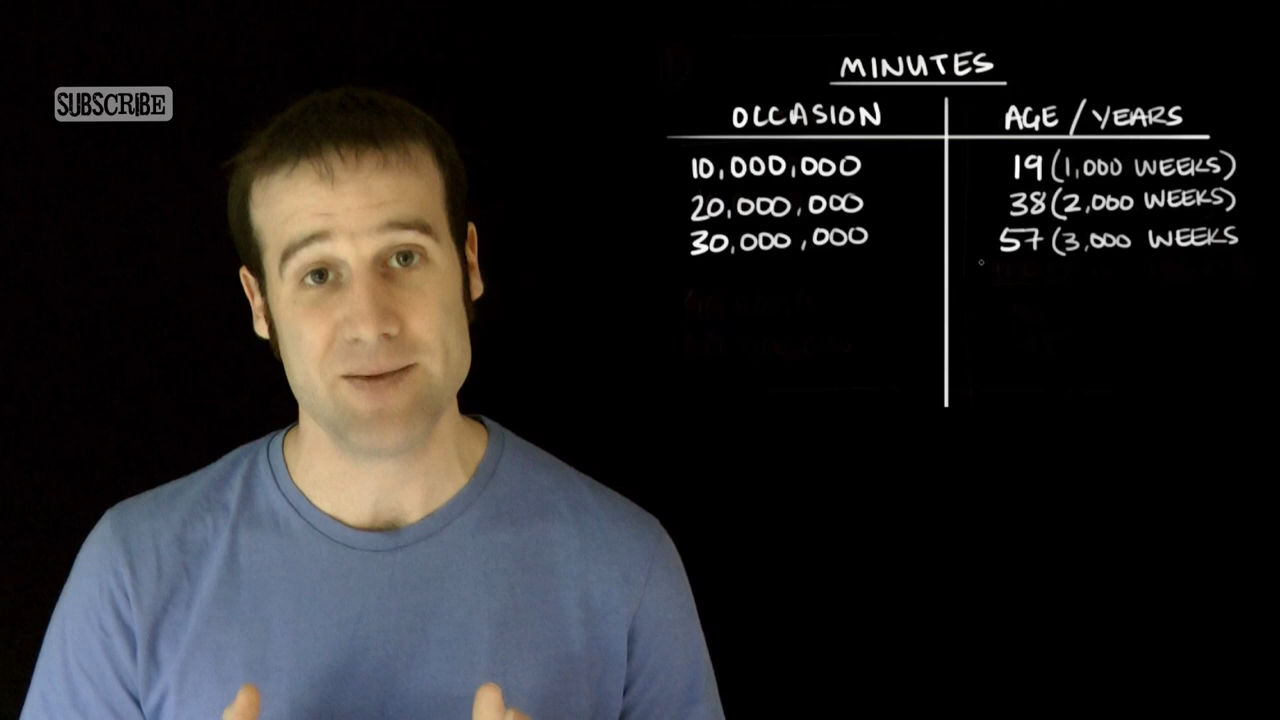 SUBSCRIBE
MINUTES
OCCASION AGE/YEARS
10,000,000 19 (1,000 WEEKS)
20,000,000 38 (2,000 WEEKS)
30,000,000 57 (3,000 WEEKS